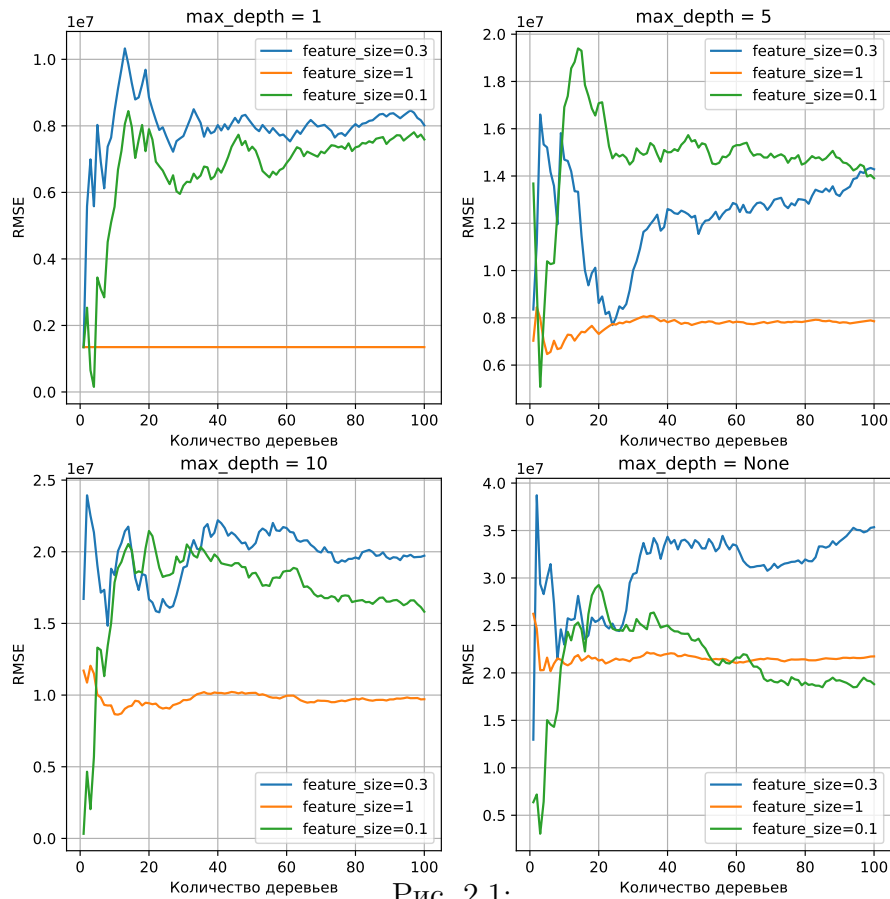 max_depth = 1
1e7
1.0
0.8
0.6
0.4
0.2
0.0
RMSE
0 20 40 60 80 100
Количество деревьев
feature_size=0.3
feature_size=1
feature_size=0.1
max_depth = 5
1e7
2.0
1.8
1.6
1.4
1.2
1.0
0.8
0.6
RMSE
0 20 40 60 80 100
Количество деревьев
feature_size=0.3
feature_size=1
feature_size=0.1
max_depth = 10
1e7
2.5
2.0
1.5
1.0
0.5
0.0
RMSE
0 20 40 60 80 100
Количество деревьев
feature_size=0.3
feature_size=1
feature_size=0.1
max_depth = None
1e7
4.0
3.5
3.0
2.5
2.0
1.5
1.0
0.5
RMSE
0 20 40 60 80 100
Количество деревьев
feature_size=0.3
feature_size=1
feature_size=0.1
Рис. 2.1: